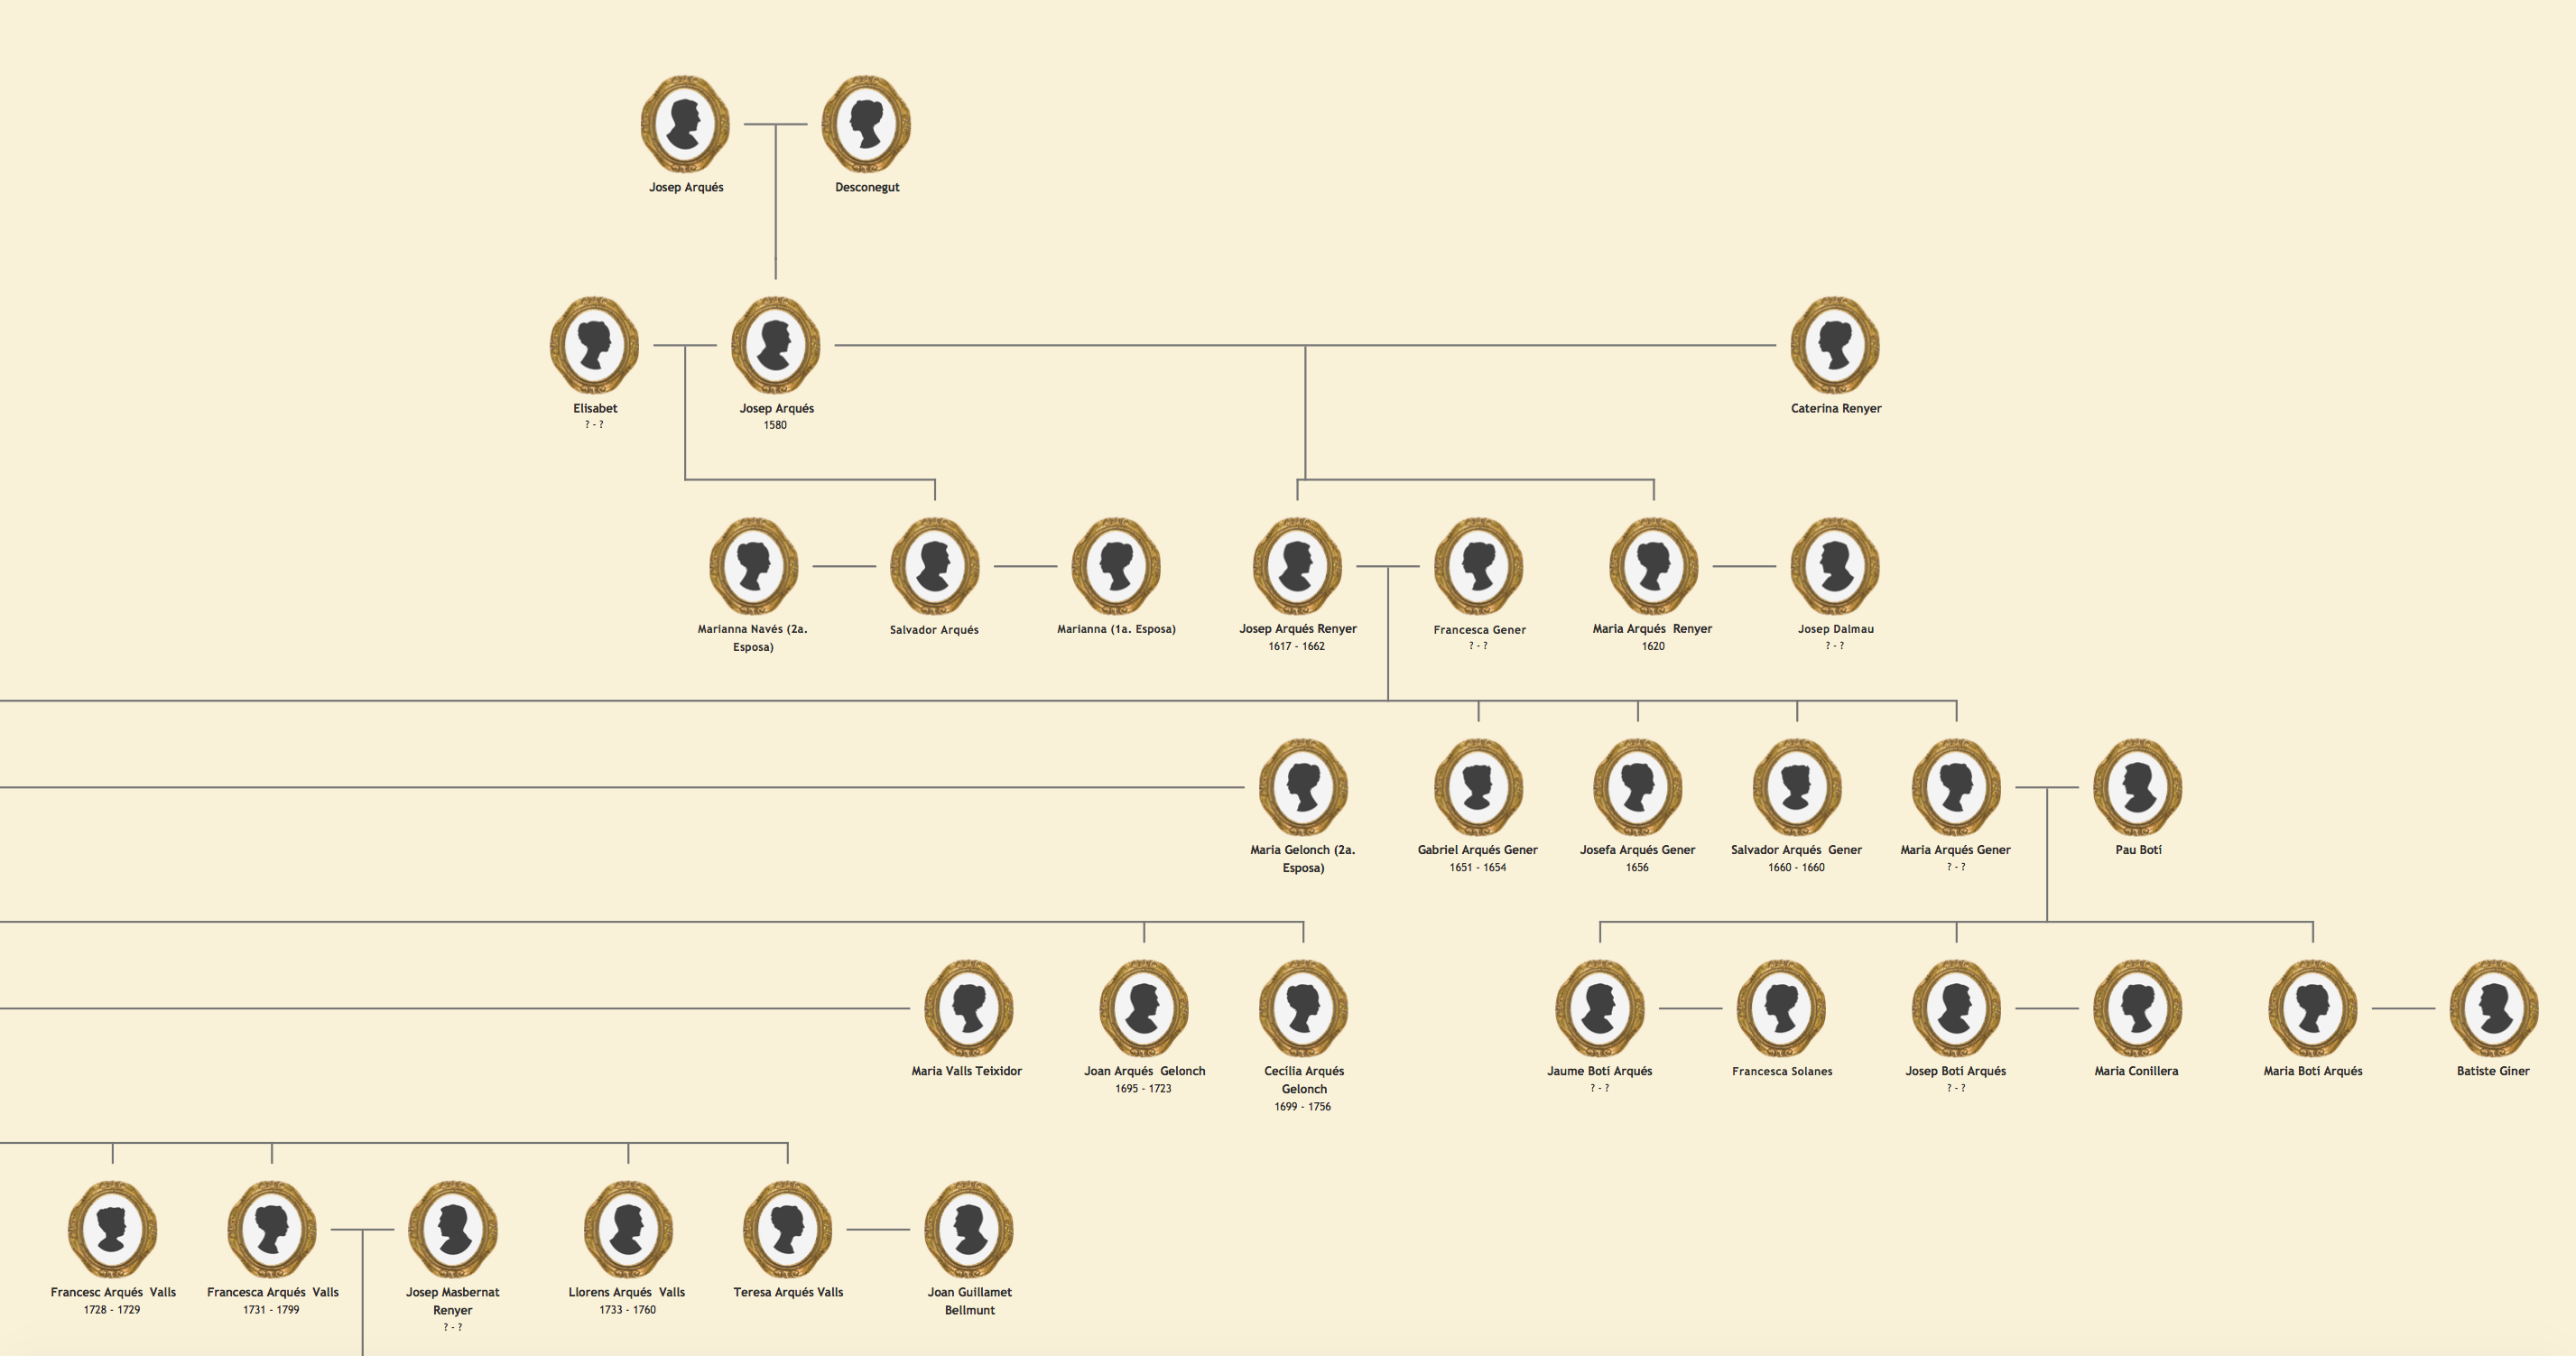 Josep Arqués
Desconegut
Elisabet
? - ?
Josep Arqués
1580
Caterina Renyer
Marianna Navés (2a.
Esposa)
Salvador Arqués
Marianna (1a. Esposa)
Josep Arqués Renyer
1617 - 1662
Francesca Gener
? - ?
Maria Arqués  Renyer
1620
Josep Dalmau
? - ?
Maria Gelonch (2a.
Esposa)
Gabriel Arqués Gener
1651 - 1654
Josefa Arqués Gener
1656
Salvador Arqués  Gener
1660 - 1660
Maria Arqués Gener
? - ?
Pau Botí
Maria Valls Teixidor
Joan Arqués  Gelonch
1695 - 1723
Cecília Arqués
Gelonch
1699 - 1756
Jaume Botí Arqués
? - ?
Francesca Solanes
Josep Botí Arqués
? - ?
Maria Conillera
Maria Botí Arqués
Batiste Giner
Francesc Arqués  Valls
1728 - 1729
Francesca Arqués  Valls
1731 - 1799
Josep Masbernat
Renyer
? - ?
Llorens Arqués  Valls
1733 - 1760
Teresa Arqués Valls
Joan Guillamet
Bellmunt